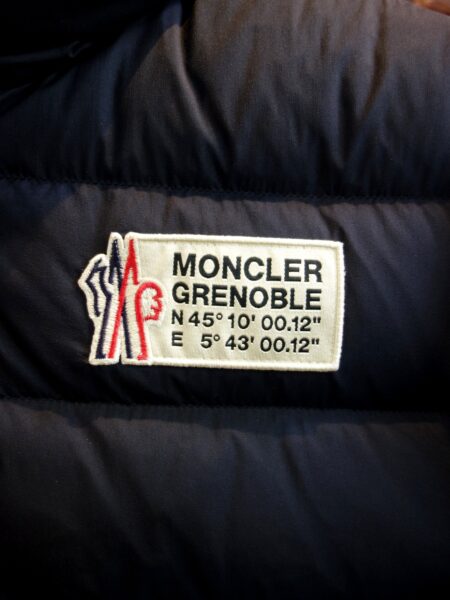 MONCLER
GRENOBLE
N 45° 10' 00.12"
E 5° 43' 00.12"